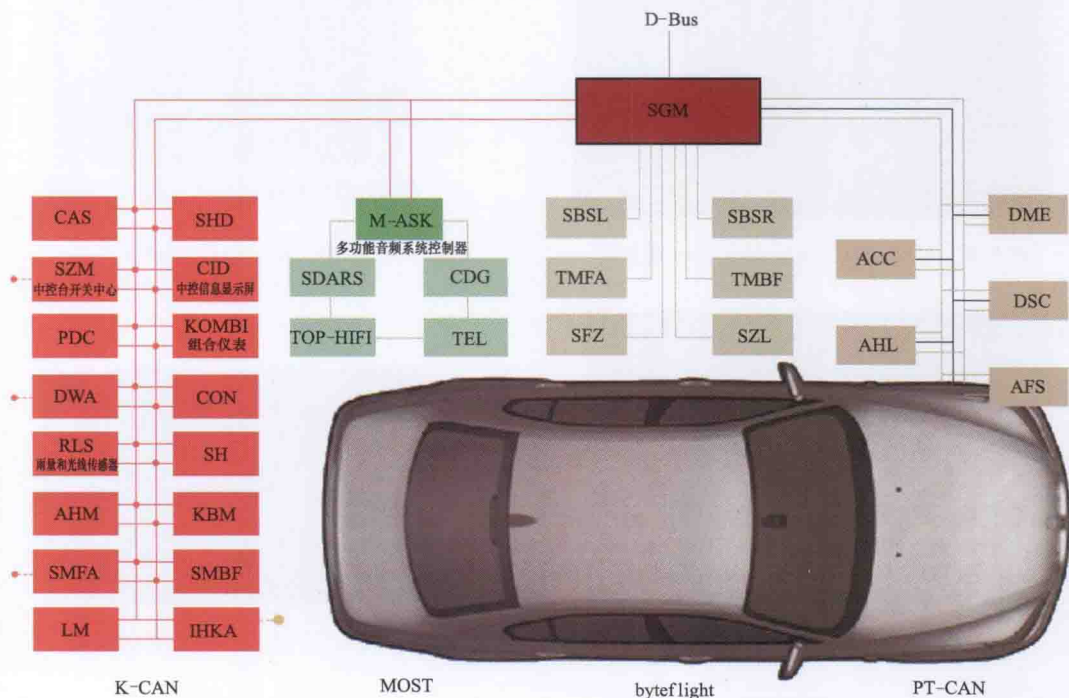 D-Bus
SGM
CAS
SHD
SZM
中控台开关中心
CID
中控信息显示屏
PDC
KOMBI
组合仪表
DWA
CON
RLS
雨量和光线传感器
SH
AHM
KBM
SMFA
SMBF
LM
IHKA
M-ASK
多功能音频系统控制器
SDARS
CDG
TOP-HIFI
TEL
SBSL
SBSR
TMFA
TMBF
SFZ
SZL
DME
ACC
DSC
AHL
AFS
K-CAN
MOST
byteflight
PT-CAN